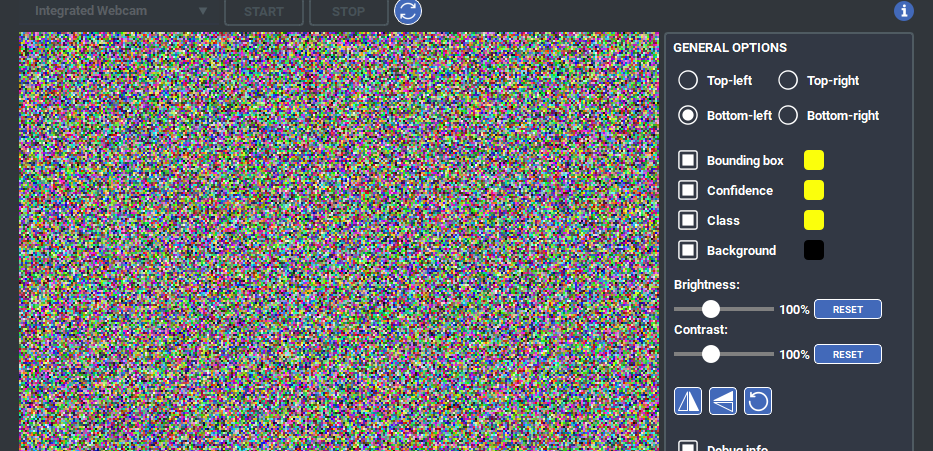 Integrated Webcam START STOP
GENERAL OPTIONS
Top-left Top-right
Bottom-left Bottom-right
Bounding box
Confidence
Class
Background
Brightness:
100% RESET
Contrast:
100% RESET
Debug info